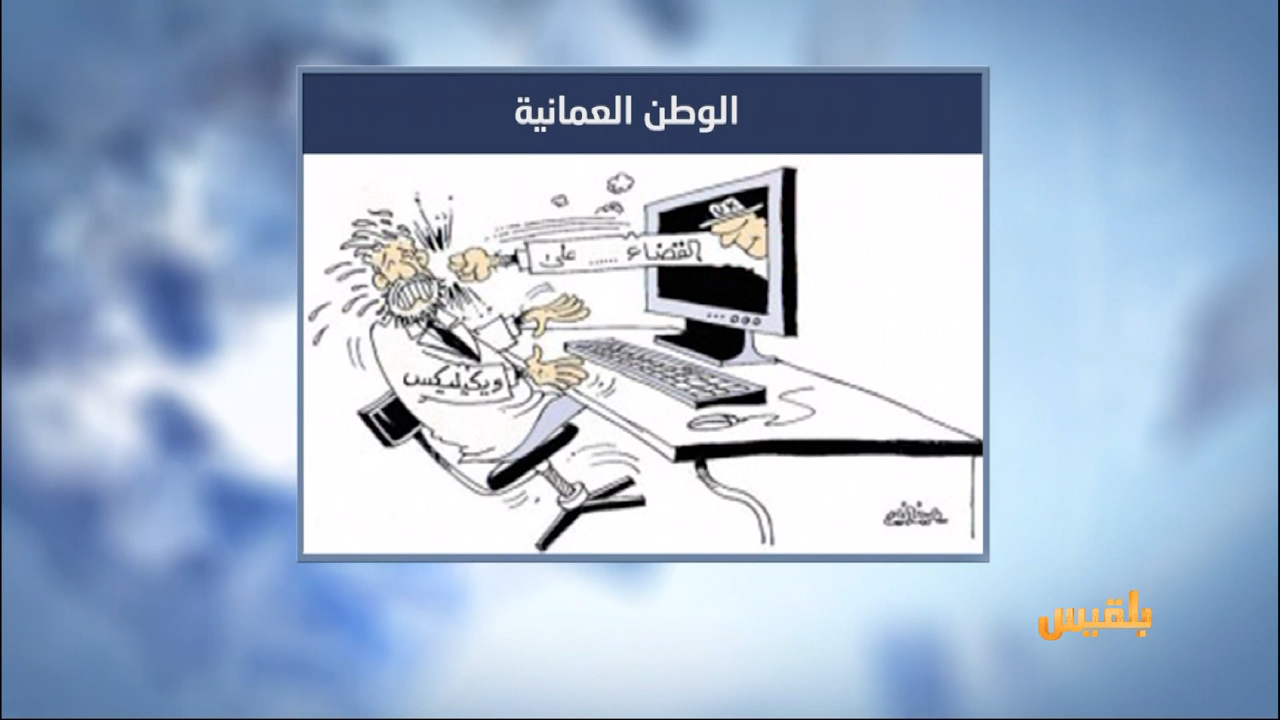 الوطن العمانية
القضاء ...... على
ويكيليكس
بلقيس